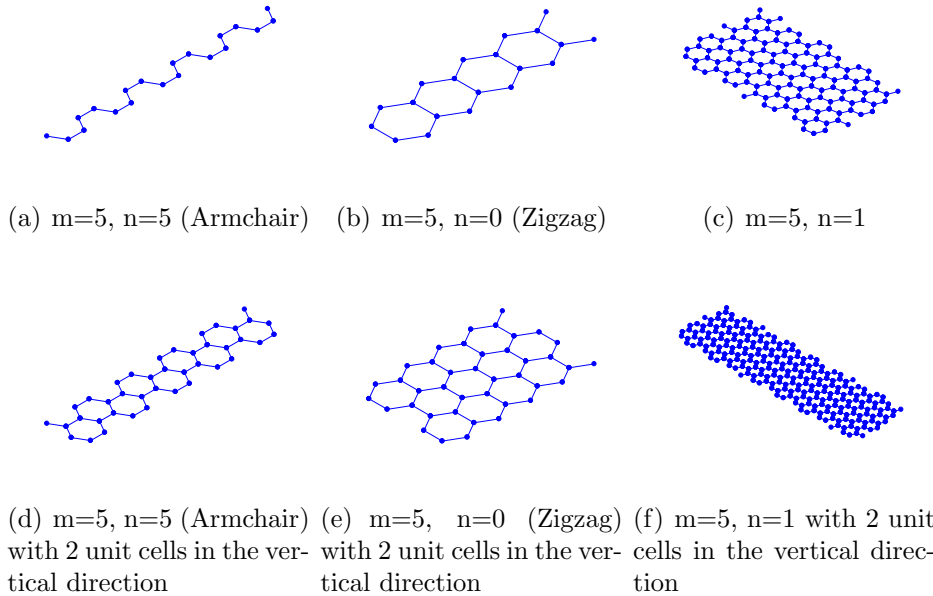 (a) m=5, n=5 (Armchair)
(b) m=5, n=0 (Zigzag)
(c) m=5, n=1
(d) m=5, n=5 (Armchair)
with 2 unit cells in the ver-
tical direction
(e) m=5, n=0 (Zigzag)
with 2 unit cells in the ver-
tical direction
(f) m=5, n=1 with 2 unit
cells in the vertical direc-
tion